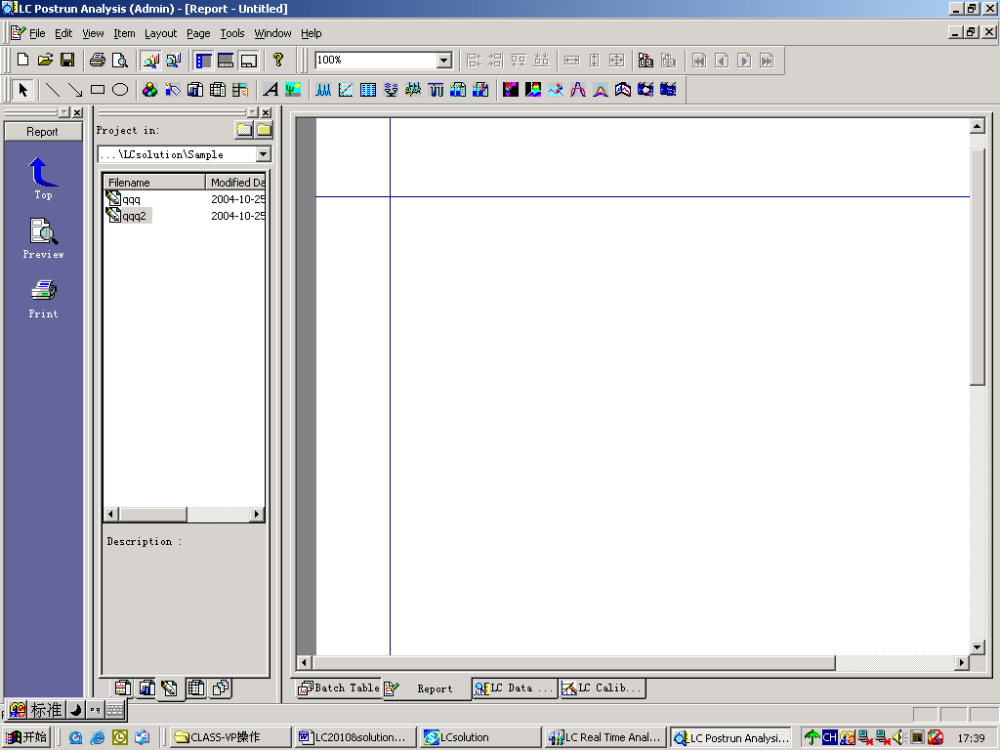 LC Postrun Analysis (Admin) - [Report - Untitled]
File Edit View Item Layout Page Tools Window Help
100%
Report
Project in:
...\LCsolution\Sample
Filename Modified Da
qqq 2004-10-25
qqq2 2004-10-25
Top
Preview
Print
Description :
Batch Table Report LC Data ... LC Calib...
标准
开始 CLASS-VP操作 LC2010&solution... LCsolution LC Real Time Anal... LC Postrun Analysi... CH 17:39